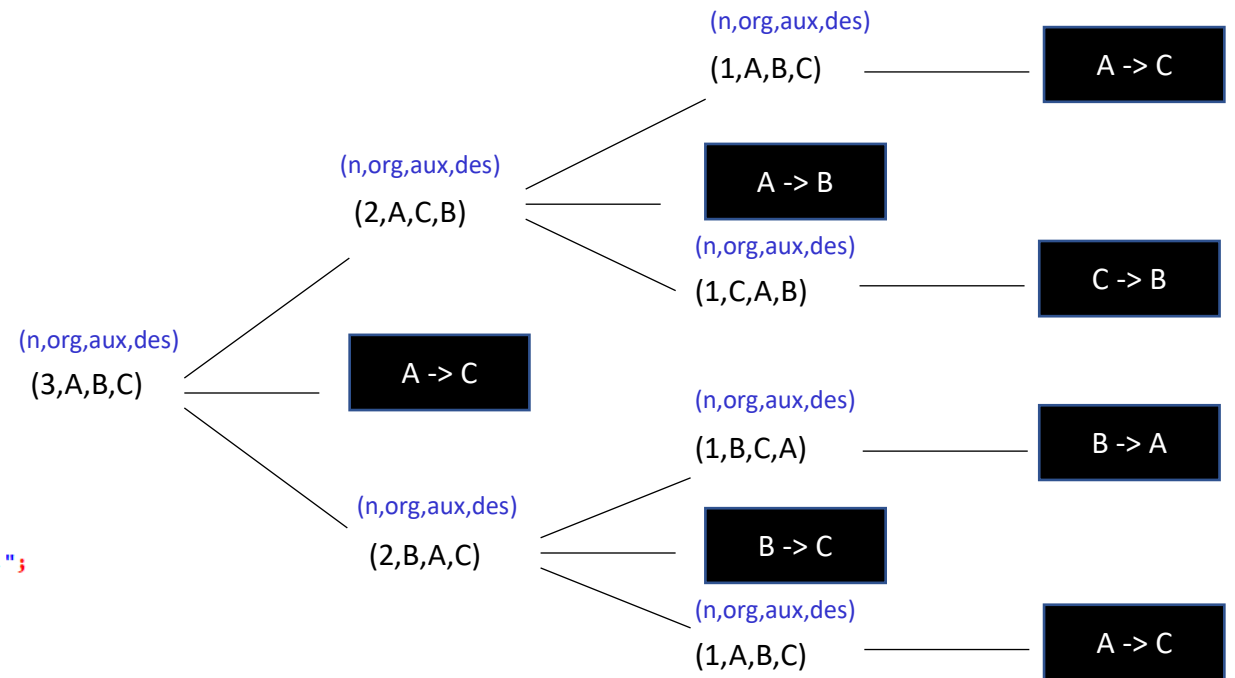 (n,org,aux,des)
(1,A,B,C)
A -> C
(n,org,aux,des)
(2,A,C,B)
A -> B
(n,org,aux,des)
(1,C,A,B)
C -> B
(n,org,aux,des)
(3,A,B,C)
A -> C
(n,org,aux,des)
(1,B,C,A)
B -> A
(n,org,aux,des)
(2,B,A,C)
B -> C
";
(n,org,aux,des)
(1,A,B,C)
A -> C